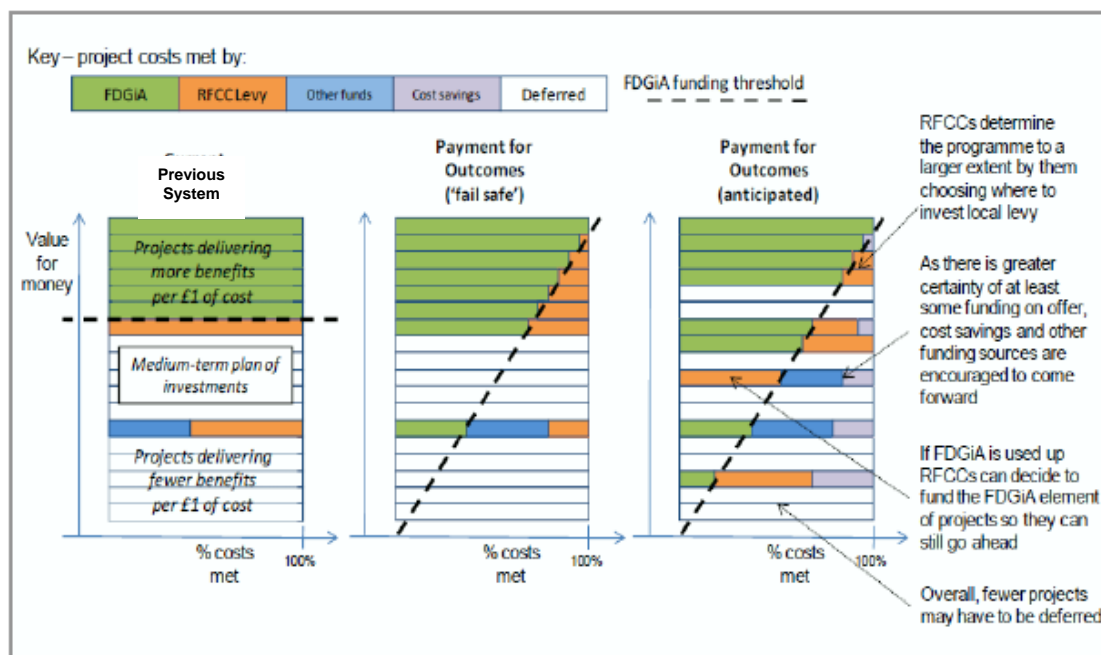 Key – project costs met by:
FDGiA
RFCC Levy
Other funds
Cost savings
Deferred
FDGiA funding threshold
Previous
System
Payment for
Outcomes
('fail safe')
Payment for
Outcomes
(anticipated)
Value
for
money
Projects delivering
more benefits
per £1 of cost
Medium-term plan of
investments
Projects delivering
fewer benefits
per £1 of cost
% costs
met
100%
% costs
met
100%
% costs
met
100%
RFCCs determine
the programme to a
larger extent by them
choosing where to
invest local levy
As there is greater
certainty of at least
some funding on offer,
cost savings and other
funding sources are
encouraged to come
forward
If FDGiA is used up
RFCCs can decide to
fund the FDGiA element
of projects so they can
still go ahead
Overall, fewer projects
may have to be deferred